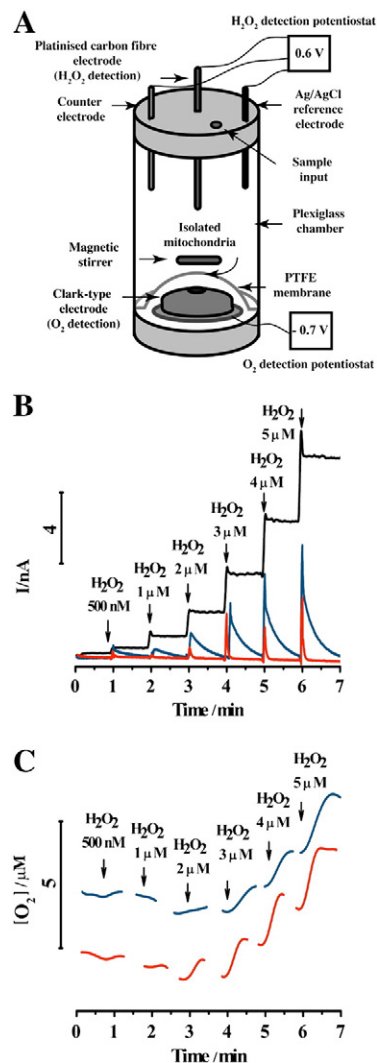 A
H2O2 detection potentiostat
Platinised carbon fibre
electrode
(H2O2 detection)
0.6 V
Counter
electrode
Ag/AgCl
reference
electrode
Sample
input
Isolated
mitochondria
Plexiglass
chamber
Magnetic
stirrer
PTFE
membrane
Clark-type
electrode
(O2 detection)
0.7 V
O2 detection potentiostat
B
H2O2
5 µM
H2O2
4 µM
H2O2
3 µM
H2O2
2 µM
H2O2
1 µM
H2O2
500 nM
4
I/nA
0 1 2 3 4 5 6 7
Time /min
C
H2O2
5 µM
H2O2
4 µM
H2O2
3 µM
H2O2
2 µM
H2O2
1 µM
H2O2
500 nM
5
[O2] /µM
0 1 2 3 4 5 6 7
Time /min